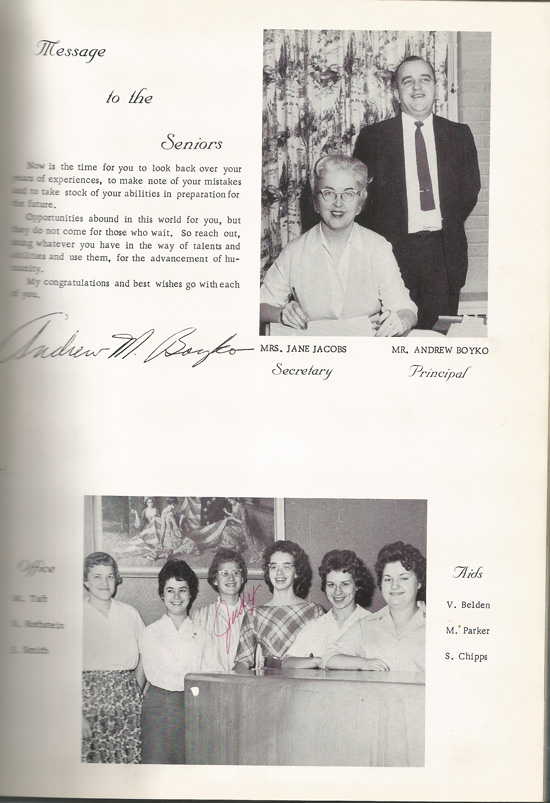 Message
to the
Seniors
Now is the time for you to look back over your
years of experiences, to make note of your mistakes
and to take stock of your abilities in preparation for
the future.
Opportunities abound in this world for you, but
they do not come for those who wait. So reach out,
using whatever you have in the way of talents and
abilities and use them, for the advancement of hu-
manity.
My congratulations and best wishes go with each
of you.
Andrew M. Boyko
MRS. JANE JACOBS
Secretary
MR. ANDREW BOYKO
Principal
Office
M. Taft
Rothstein
Smith
Judy
Aids
V. Belden
M. Parker
S. Chipps